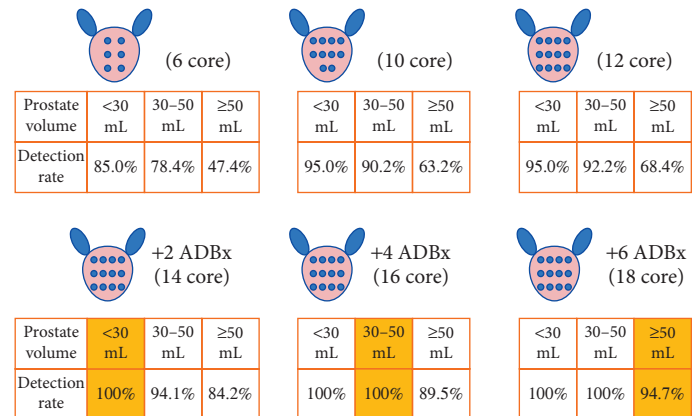 (6 core)
Prostate volume <30 mL 30–50 mL ≥50 mL
Detection rate 85.0% 78.4% 47.4%
(10 core)
<30 mL 30–50 mL ≥50 mL
95.0% 90.2% 63.2%
(12 core)
<30 mL 30–50 mL ≥50 mL
95.0% 92.2% 68.4%
+2 ADBx
(14 core)
Prostate volume <30 mL 30–50 mL ≥50 mL
Detection rate 100% 94.1% 84.2%
+4 ADBx
(16 core)
<30 mL 30–50 mL ≥50 mL
100% 100% 89.5%
+6 ADBx
(18 core)
<30 mL 30–50 mL ≥50 mL
100% 100% 94.7%